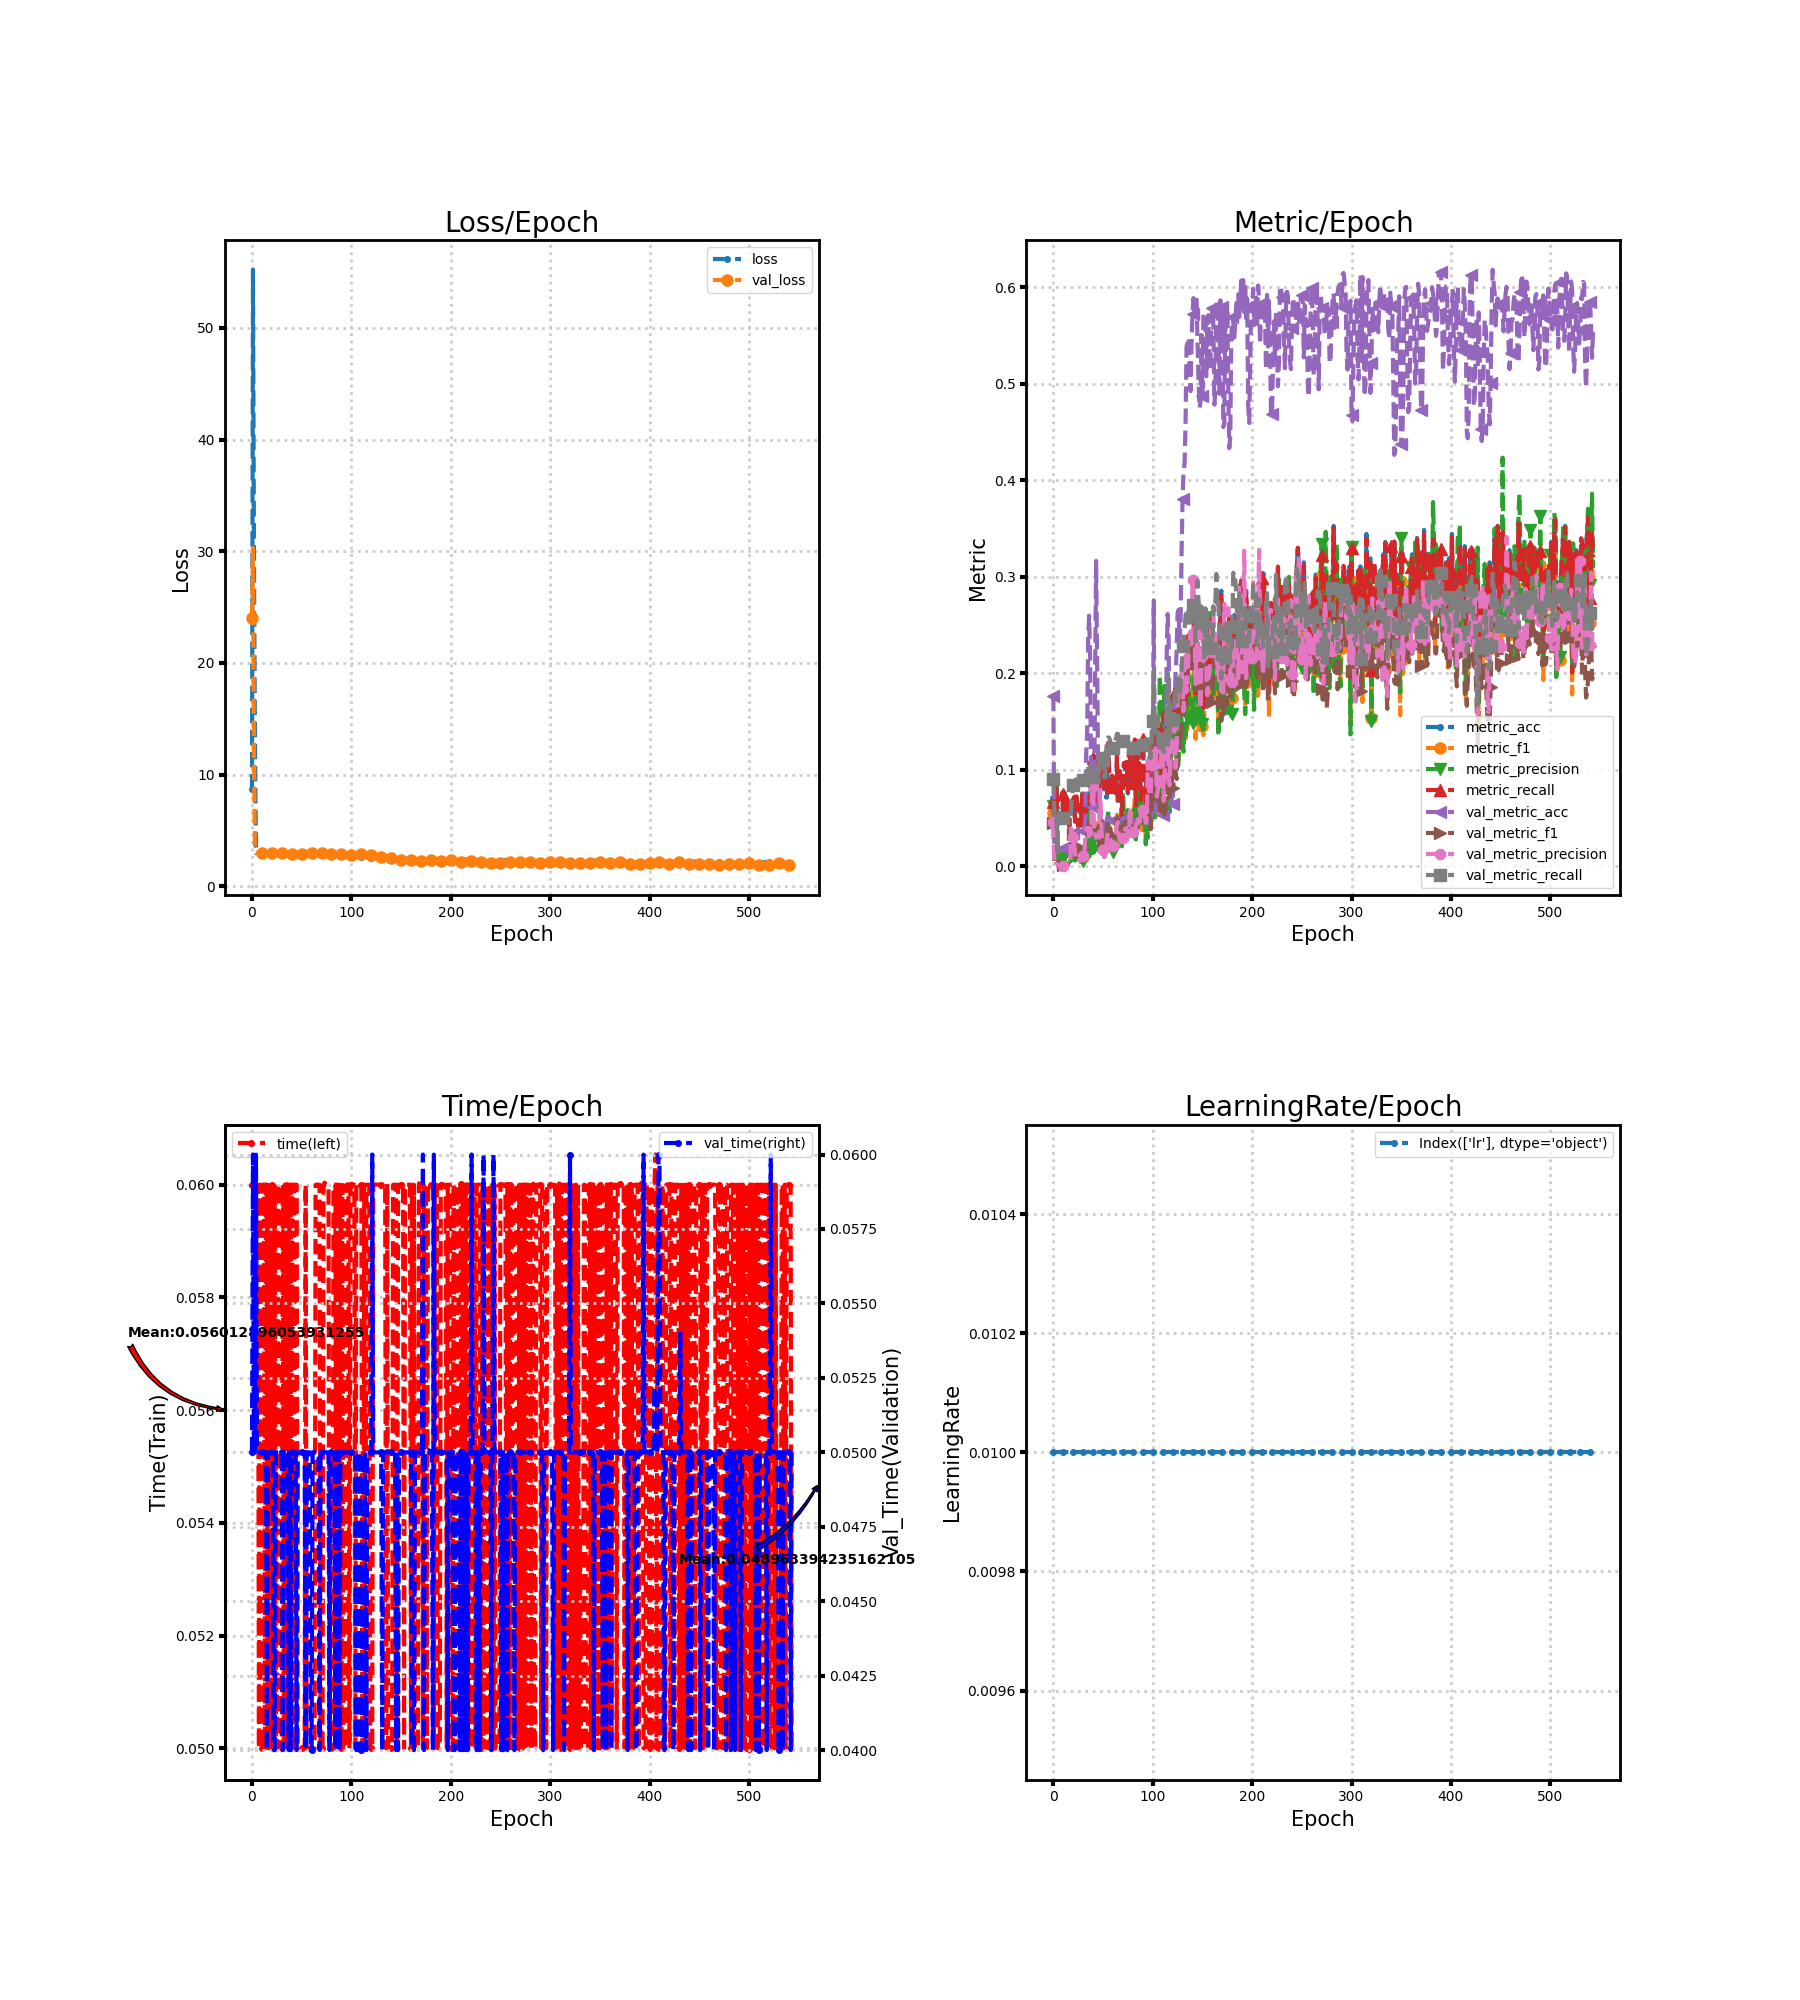 Loss/Epoch
loss
val_loss
Loss
50
40
30
20
10
0
0 100 200 300 400 500
Epoch
Metric/Epoch
Metric
0.6
0.5
0.4
0.3
0.2
0.1
0.0
metric_acc
metric_f1
metric_precision
metric_recall
val_metric_acc
val_metric_f1
val_metric_precision
val_metric_recall
0 100 200 300 400 500
Epoch
Time/Epoch
time(left)
val_time(right)
Time(Train)
0.060
0.058
0.056
0.054
0.052
0.050
Mean:0.056012896053931255
0.0600
0.0575
0.0550
0.0525
0.0500
0.0475
0.0450
0.0425
0.0400
Val_Time(Validation)
Mean:0.048963394235162105
0 100 200 300 400 500
Epoch
LearningRate/Epoch
Index(['lr'], dtype='object')
LearningRate
0.0104
0.0102
0.0100
0.0098
0.0096
0 100 200 300 400 500
Epoch